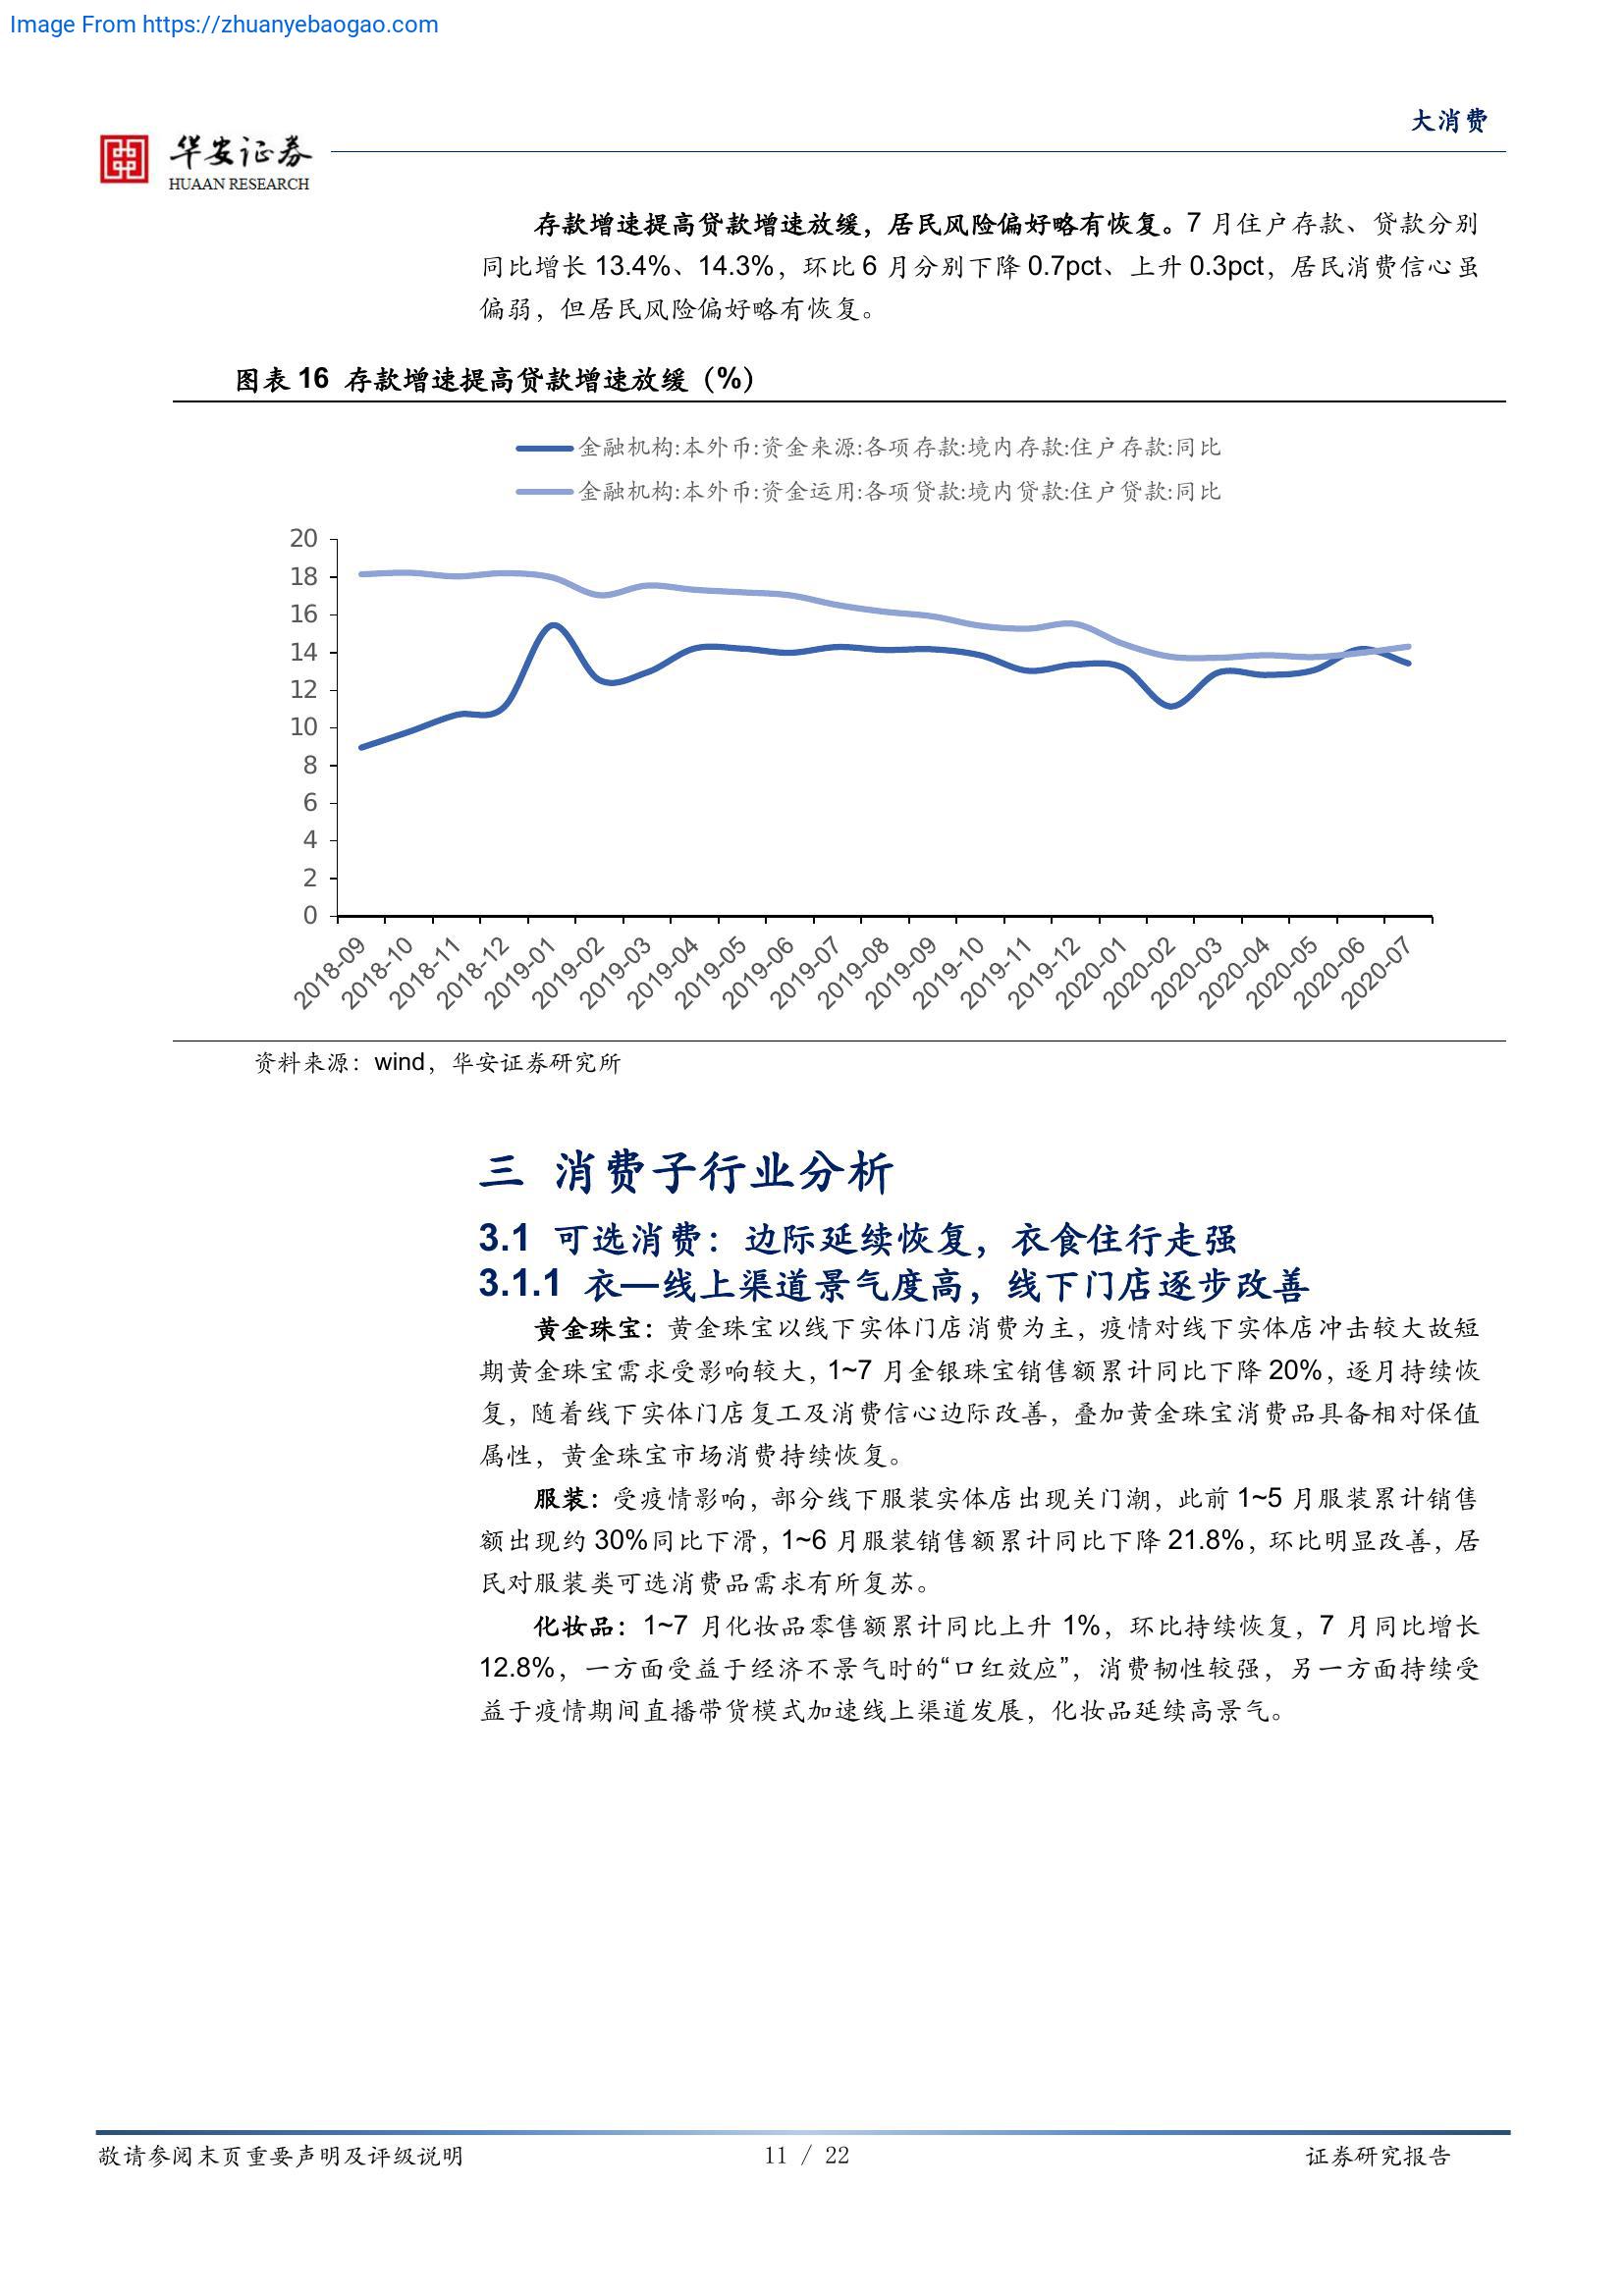 Image From https://zhuanyebaogao.com
大消费
华安证券
HUAAN RESEARCH
存款增速提高贷款增速放缓，居民风险偏好略有恢复。7 月住户存款、贷款分别
同比增长 13.4%、14.3%，环比 6 月分别下降 0.7pct、上升 0.3pct，居民消费信心虽
偏弱，但居民风险偏好略有恢复。
图表 16 存款增速提高贷款增速放缓（%）
金融机构:本外币:资金来源:各项存款:境内存款:住户存款:同比
金融机构:本外币:资金运用:各项贷款:境内贷款:住户贷款:同比
20
18
16
14
12
10
8
6
4
2
0
2018-09
2018-10
2018-11
2018-12
2019-01
2019-02
2019-03
2019-04
2019-05
2019-06
2019-07
2019-08
2019-09
2019-10
2019-11
2019-12
2020-01
2020-02
2020-03
2020-04
2020-05
2020-06
2020-07
资料来源：wind，华安证券研究所
三 消费子行业分析
3.1 可选消费：边际延续恢复，衣食住行走强
3.1.1 衣—线上渠道景气度高，线下门店逐步改善
黄金珠宝：黄金珠宝以线下实体门店消费为主，疫情对线下实体店冲击较大故短
期黄金珠宝需求受影响较大，1~7 月金银珠宝销售额累计同比下降 20%，逐月持续恢
复，随着线下实体门店复工及消费信心边际改善，叠加黄金珠宝消费品具备相对保值
属性，黄金珠宝市场消费持续恢复。
服装：受疫情影响，部分线下服装实体店出现关门潮，此前 1~5 月服装累计销售
额出现约 30%同比下滑，1~6 月服装销售额累计同比下降 21.8%，环比明显改善，居
民对服装类可选消费品需求有所复苏。
化妆品：1~7 月化妆品零售额累计同比上升 1%，环比持续恢复，7 月同比增长
12.8%，一方面受益于经济不景气时的“口红效应”，消费韧性较强，另一方面持续受
益于疫情期间直播带货模式加速线上渠道发展，化妆品延续高景气。
敬请参阅末页重要声明及评级说明
11 / 22
证券研究报告